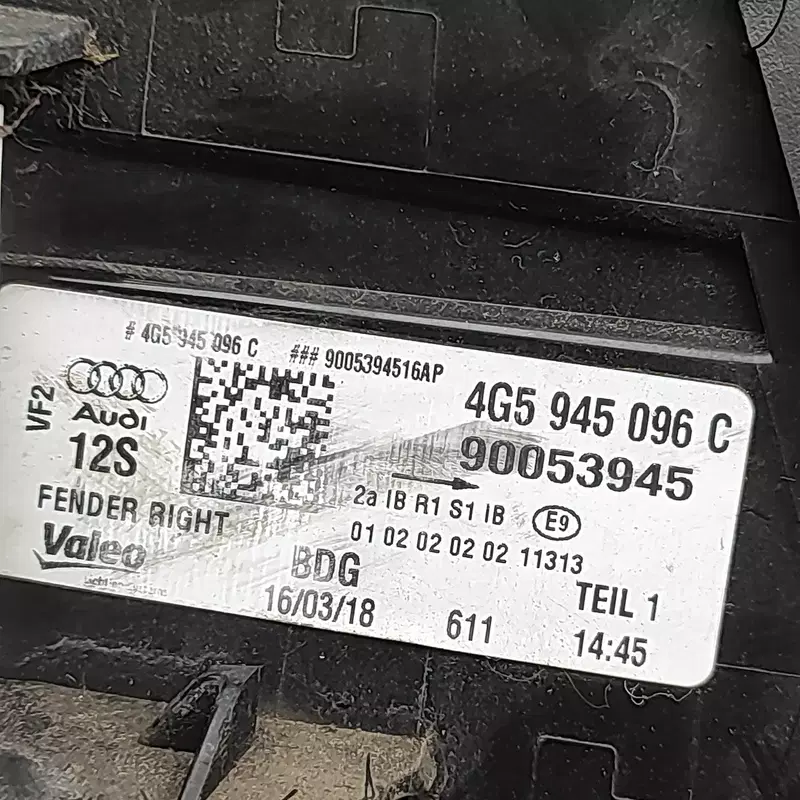 # 4G5 945 096 C ### 9005394516AP
VF2
Audi
12S
FENDER RIGHT
Valeo
4G5 945 096 C
90053945
2a IB R1 S1 IB E9
01 02 02 02 02 11313
BDG
16/03/18
611
TEIL 1
14:45